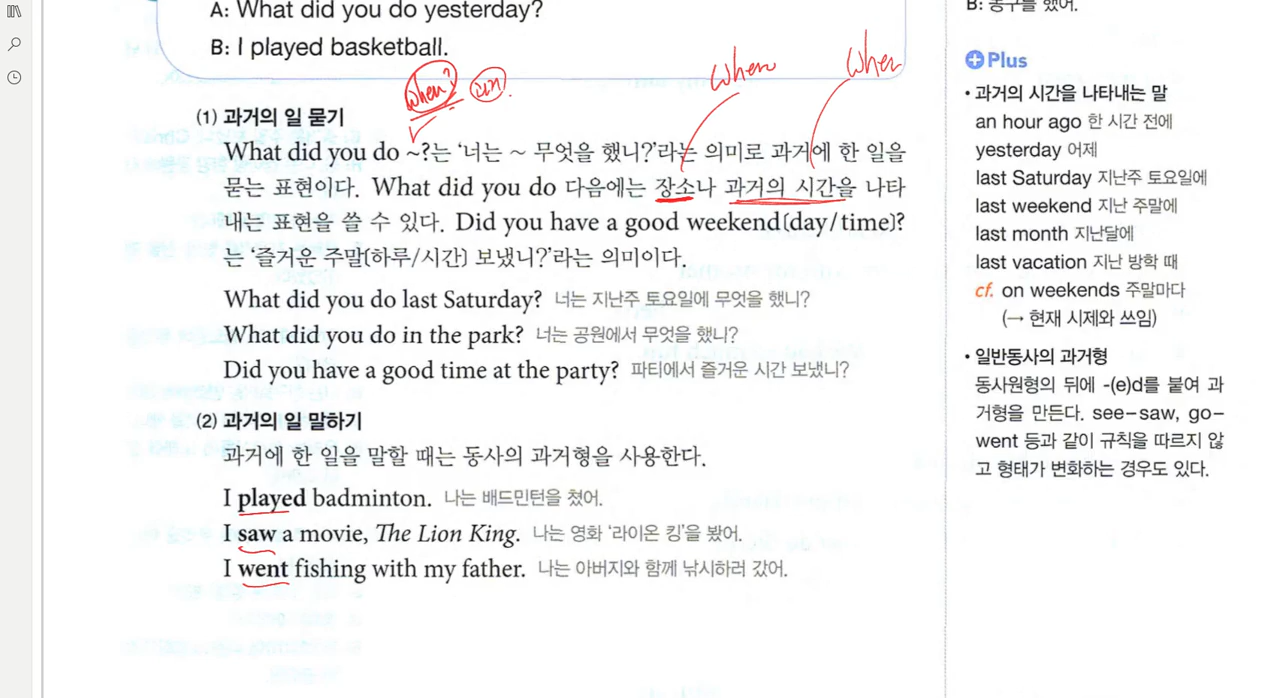 A: What did you do yesterday?
B: I played basketball.
when?
where
when
(1) 과거의 일 묻기
What did you do ~?는 ‘너는 ~ 무엇을 했니?’라는 의미로 과거에 한 일을
묻는 표현이다. What did you do 다음에는 장소나 과거의 시간을 나타
내는 표현을 쓸 수 있다. Did you have a good weekend(day/time)?
는 ‘즐거운 주말(하루/시간) 보냈니?’라는 의미이다.
What did you do last Saturday? 너는 지난주 토요일에 무엇을 했니?
What did you do in the park? 너는 공원에서 무엇을 했니?
Did you have a good time at the party? 파티에서 즐거운 시간 보냈니?
(2) 과거의 일 말하기
과거에 한 일을 말할 때는 동사의 과거형을 사용한다.
I played badminton. 나는 배드민턴을 쳤어.
I saw a movie, The Lion King. 나는 영화 ‘라이온 킹’을 봤어.
I went fishing with my father. 나는 아버지와 함께 낚시하러 갔어.
B: 농구를 했어.
Plus
• 과거의 시간을 나타내는 말
an hour ago 한 시간 전에
yesterday 어제
last Saturday 지난주 토요일에
last weekend 지난 주말에
last month 지난달에
last vacation 지난 방학 때
cf. on weekends 주말마다
(→ 현재 시제와 쓰임)
• 일반동사의 과거형
동사원형의 뒤에 -(e)d를 붙여 과
거형을 만든다. see–saw, go–
went 등과 같이 규칙을 따르지 않
고 형태가 변화하는 경우도 있다.